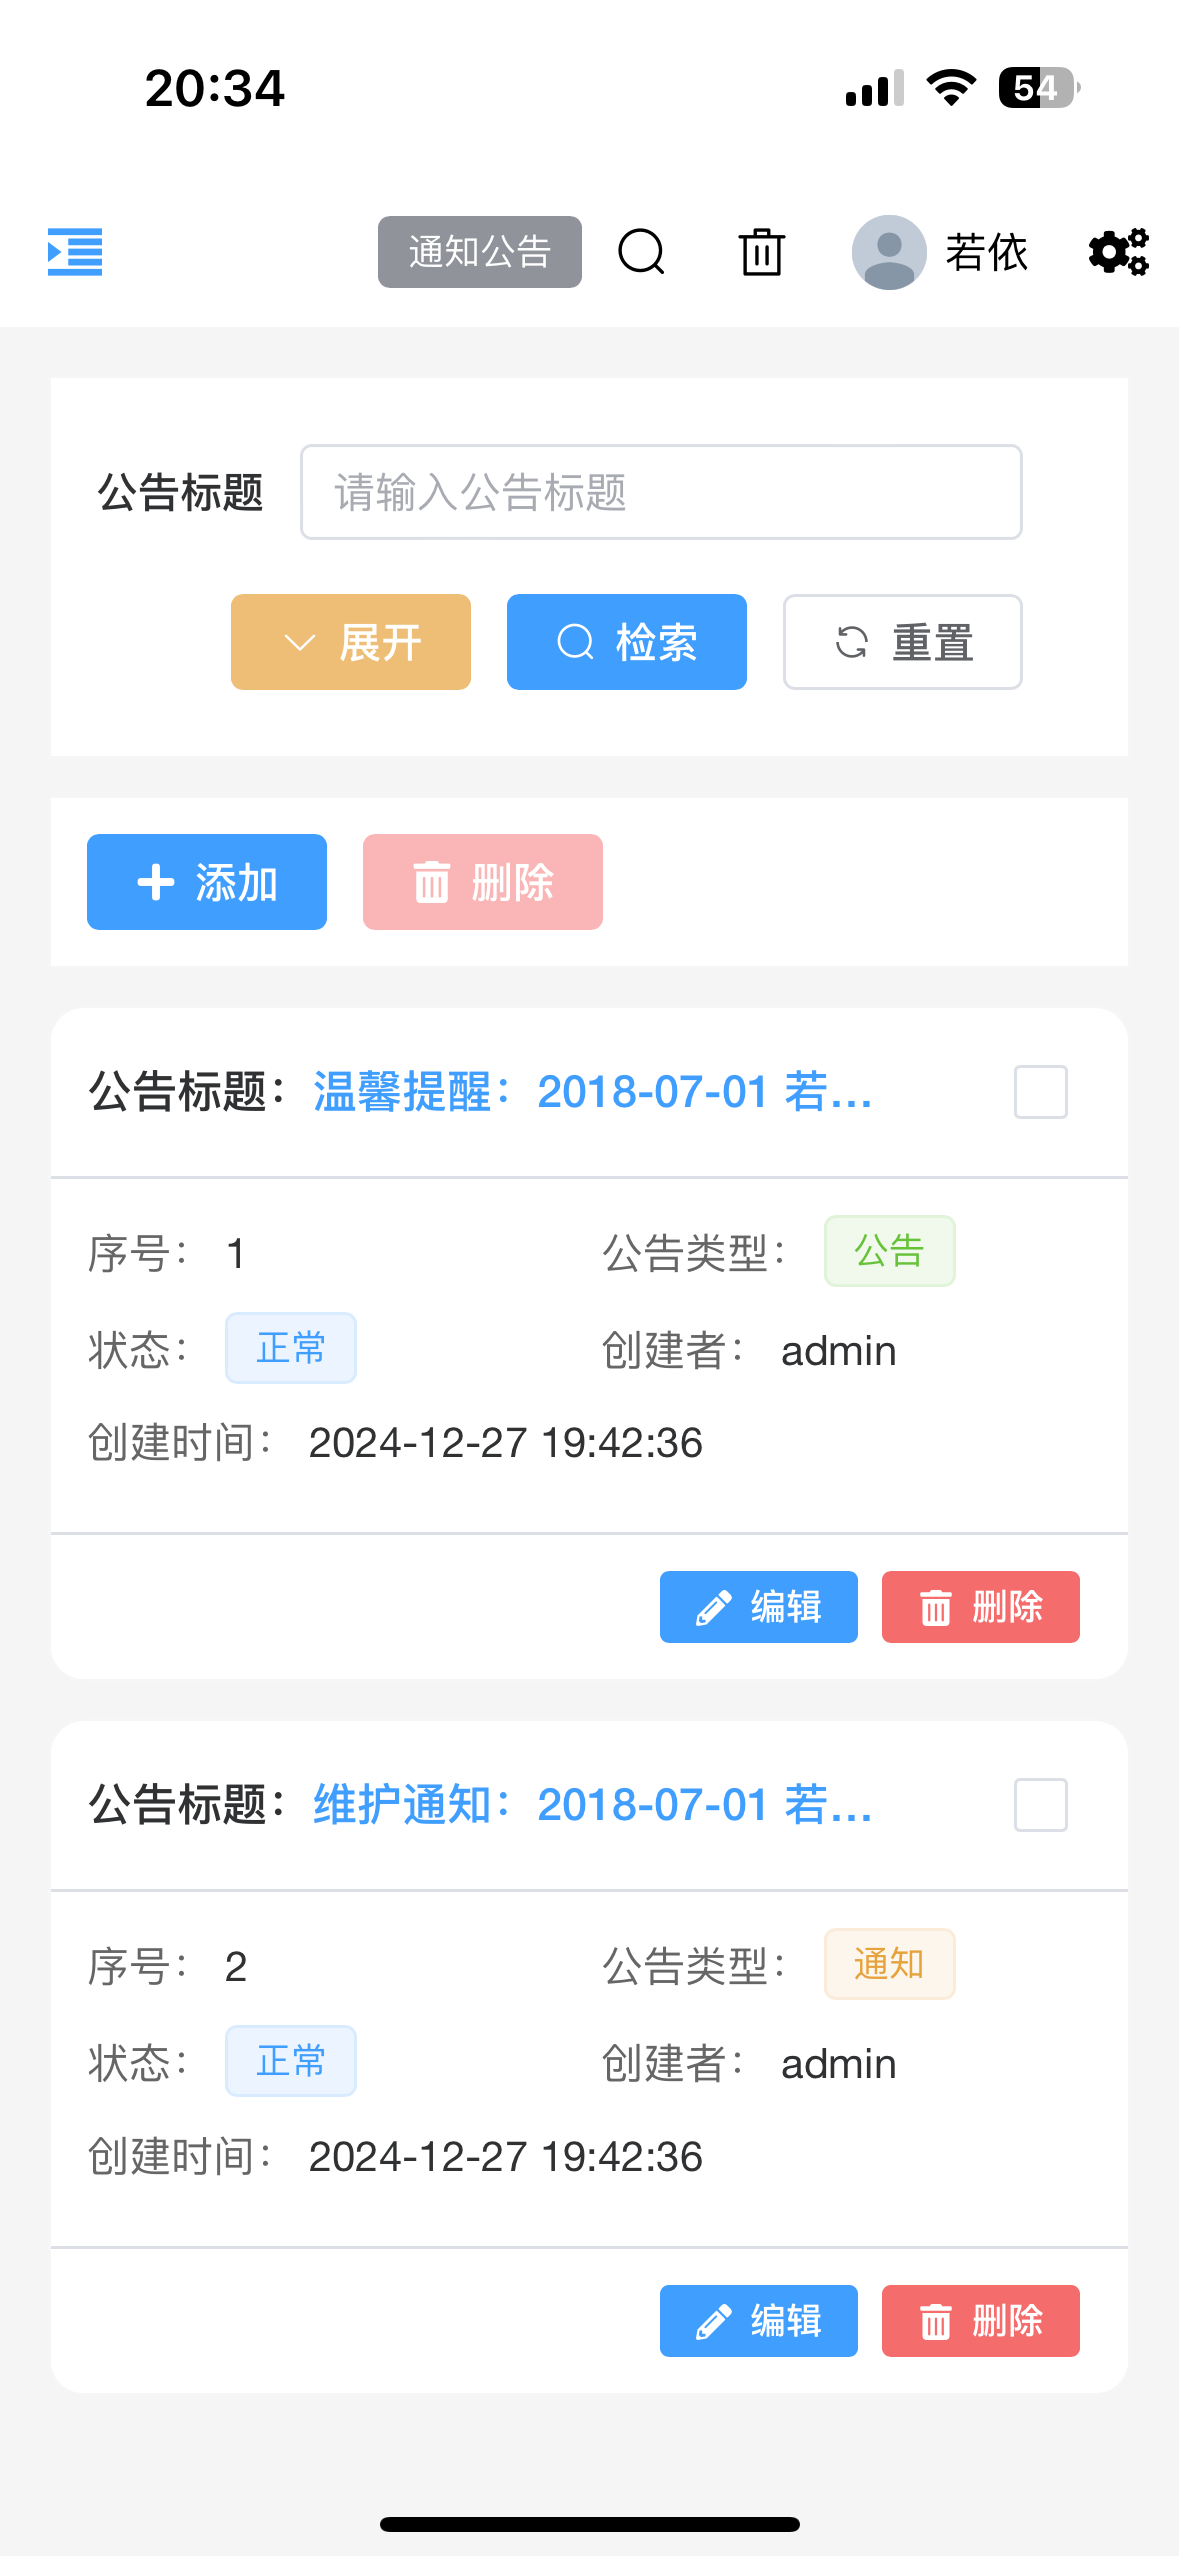 20:34
54
通知公告
若依
公告标题
请输入公告标题
展开
检索
重置
添加
删除
公告标题：温馨提醒：2018-07-01 若...
序号： 1 公告类型： 公告
状态： 正常 创建者： admin
创建时间： 2024-12-27 19:42:36
编辑
删除
公告标题：维护通知：2018-07-01 若...
序号： 2 公告类型： 通知
状态： 正常 创建者： admin
创建时间： 2024-12-27 19:42:36
编辑
删除